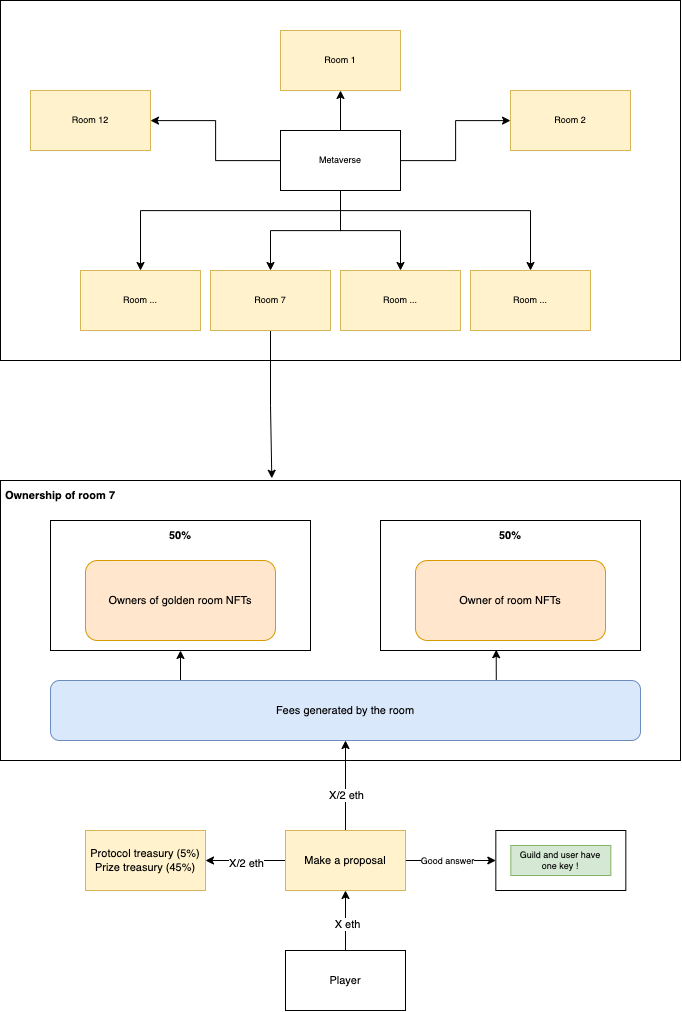 Room 1
Room 12
Room 2
Metaverse
Room ...
Room 7
Room ...
Room ...
Ownership of room 7
50%
50%
Owners of golden room NFTs
Owner of room NFTs
Fees generated by the room
X/2 eth
Protocol treasury (5%)
Prize treasury (45%)
X/2 eth
Make a proposal
Good answer
Guild and user have
one key !
X eth
Player